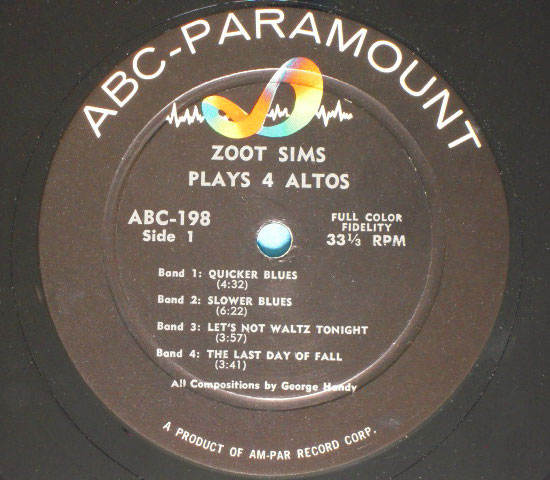 ABC-PARAMOUNT
ZOOT SIMS
PLAYS 4 ALTOS
ABC-198
Side 1
FULL COLOR
FIDELITY
33⅓ RPM
Band 1: QUICKER BLUES
(4:32)
Band 2: SLOWER BLUES
(6:22)
Band 3: LET'S NOT WALTZ TONIGHT
(3:57)
Band 4: THE LAST DAY OF FALL
(3:41)
All Compositions by George Handy
A PRODUCT OF AM-PAR RECORD CORP.